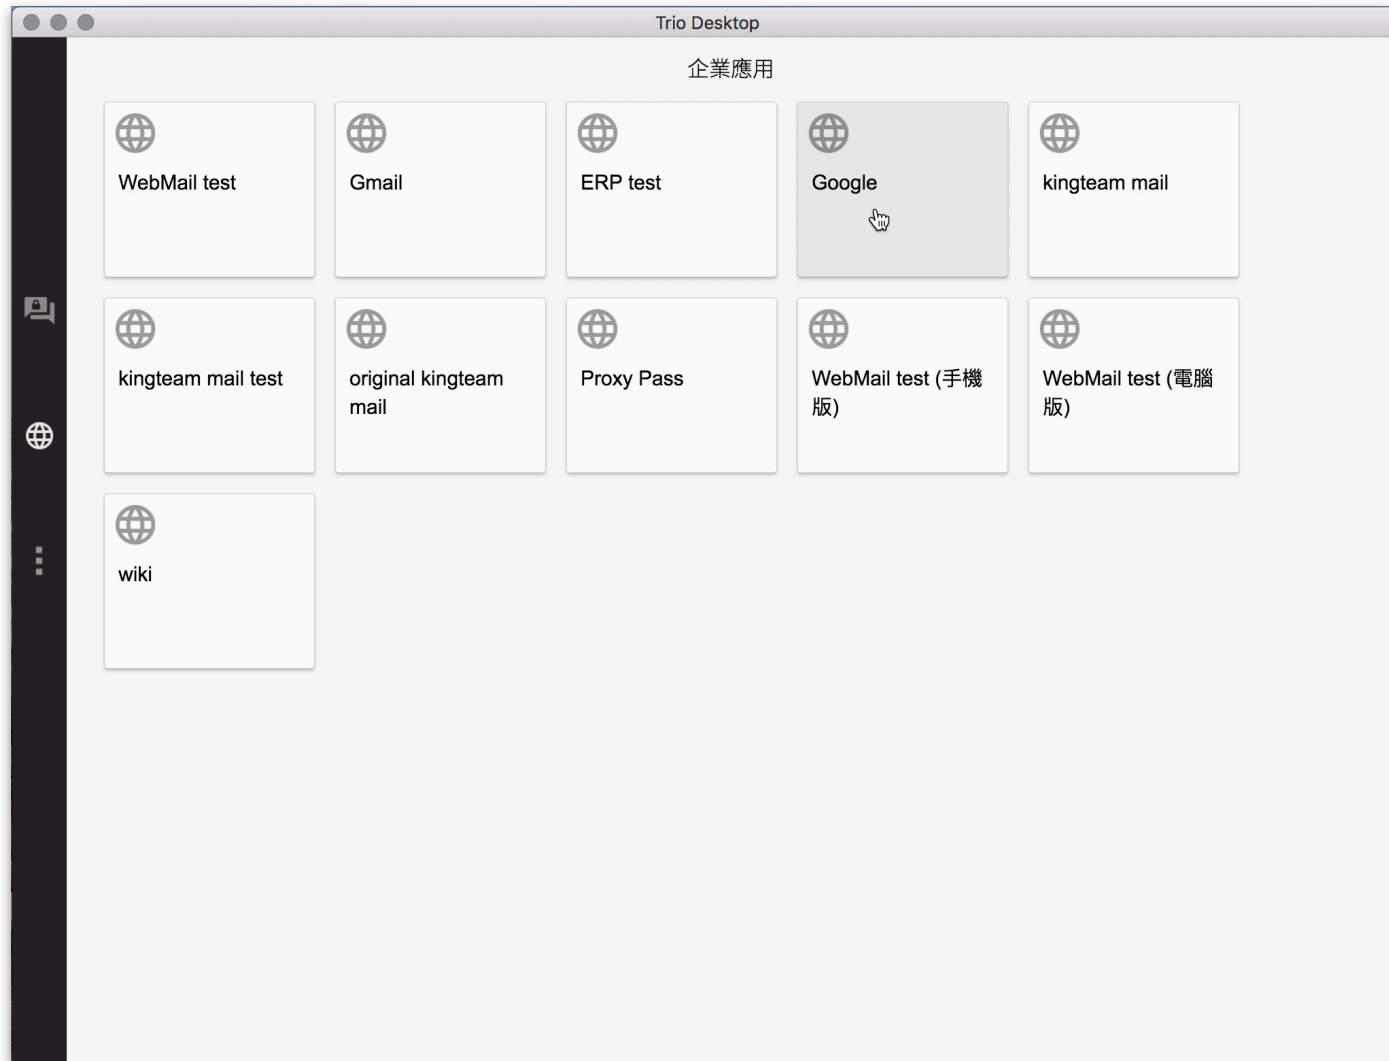 Trio Desktop
企業應用
WebMail test
Gmail
ERP test
Google
kingteam mail
kingteam mail test
original kingteam
mail
Proxy Pass
WebMail test (手機
版)
WebMail test (電腦
版)
wiki